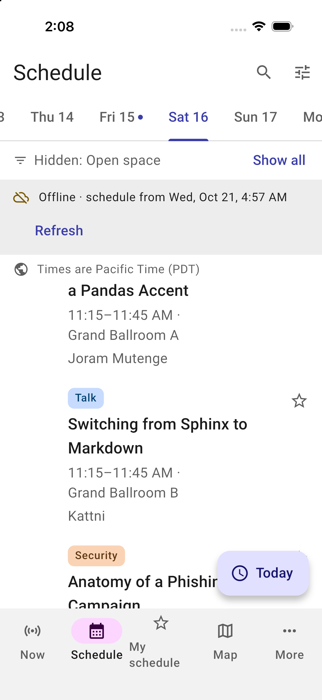 2:08
Schedule
3 Thu 14 Fri 15 Sat 16 Sun 17 Mo
Hidden: Open space Show all
Offline · schedule from Wed, Oct 21, 4:57 AM
Refresh
Times are Pacific Time (PDT)
a Pandas Accent
11:15–11:45 AM ·
Grand Ballroom A
Joram Mutenge
Talk
Switching from Sphinx to
Markdown
11:15–11:45 AM ·
Grand Ballroom B
Kattni
Security
Anatomy of a Phishin
Campaign
Today
Now
Schedule
My
schedule
Map
More